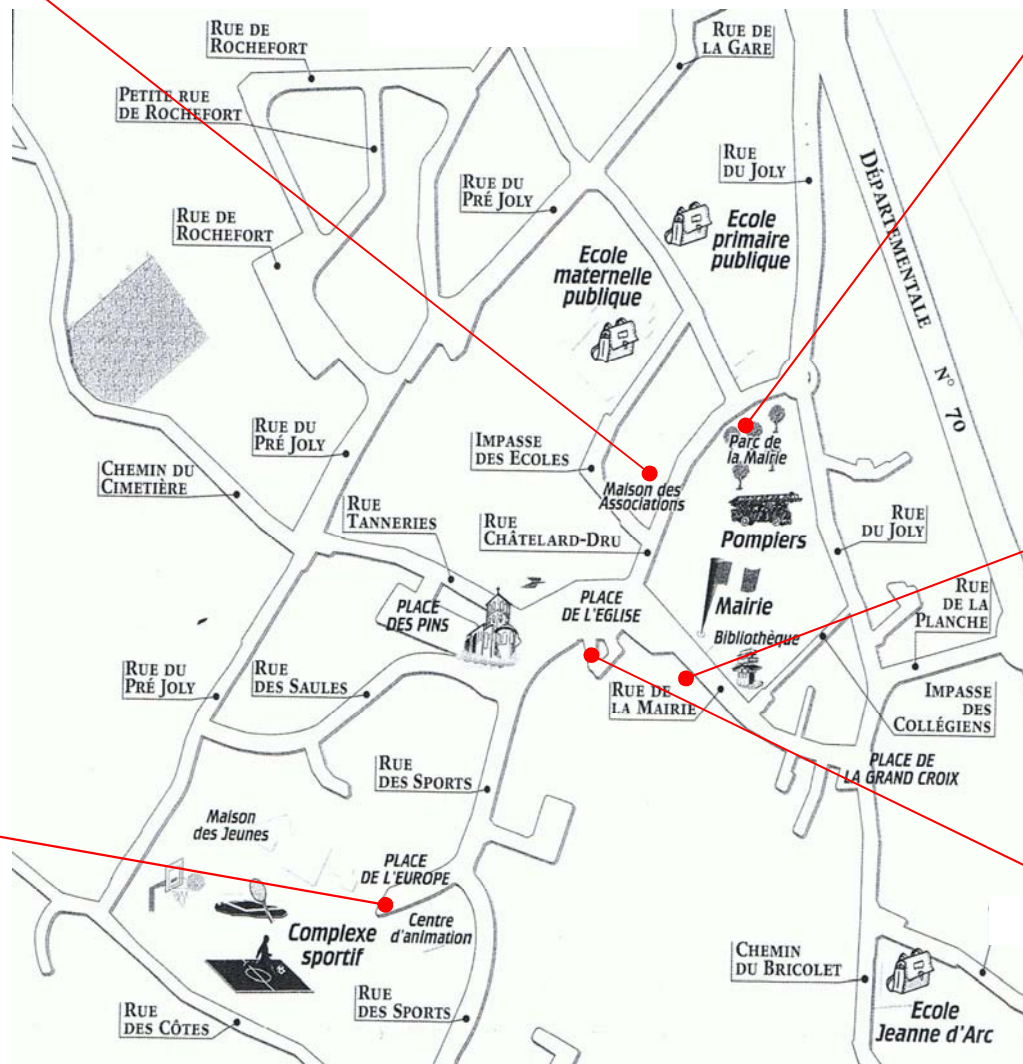 RUE DE
ROCHEFORT
RUE DE
LA GARE
PETITE RUE
DE ROCHEFORT
RUE DU
PRÉ JOLY
RUE
DU JOLY
DÉPARTEMENTALE N° 70
RUE DE
ROCHEFORT
Ecole
primaire
publique
Ecole
maternelle
publique
RUE DU
PRÉ JOLY
IMPASSE
DES ECOLES
Parc de
la Mairie
CHEMIN DU
CIMETIÈRE
Maison des
Associations
RUE
TANNERIES
RUE
CHÂTELARD-DRU
Pompiers
RUE
DU JOLY
PLACE
DES PINS
PLACE
DE L'EGLISE
Mairie
RUE
DE LA
PLANCHE
Bibliothèque
RUE DU
PRÉ JOLY
RUE
DES SAULES
RUE DE
LA MAIRIE
IMPASSE
DES
COLLÉGIENS
RUE
DES SPORTS
PLACE DE
LA GRAND CROIX
Maison
des Jeunes
PLACE
DE L'EUROPE
Centre
d'animation
Complexe
sportif
CHEMIN
DU BRICOLET
RUE
DES CÔTES
RUE
DES SPORTS
Ecole
Jeanne d'Arc